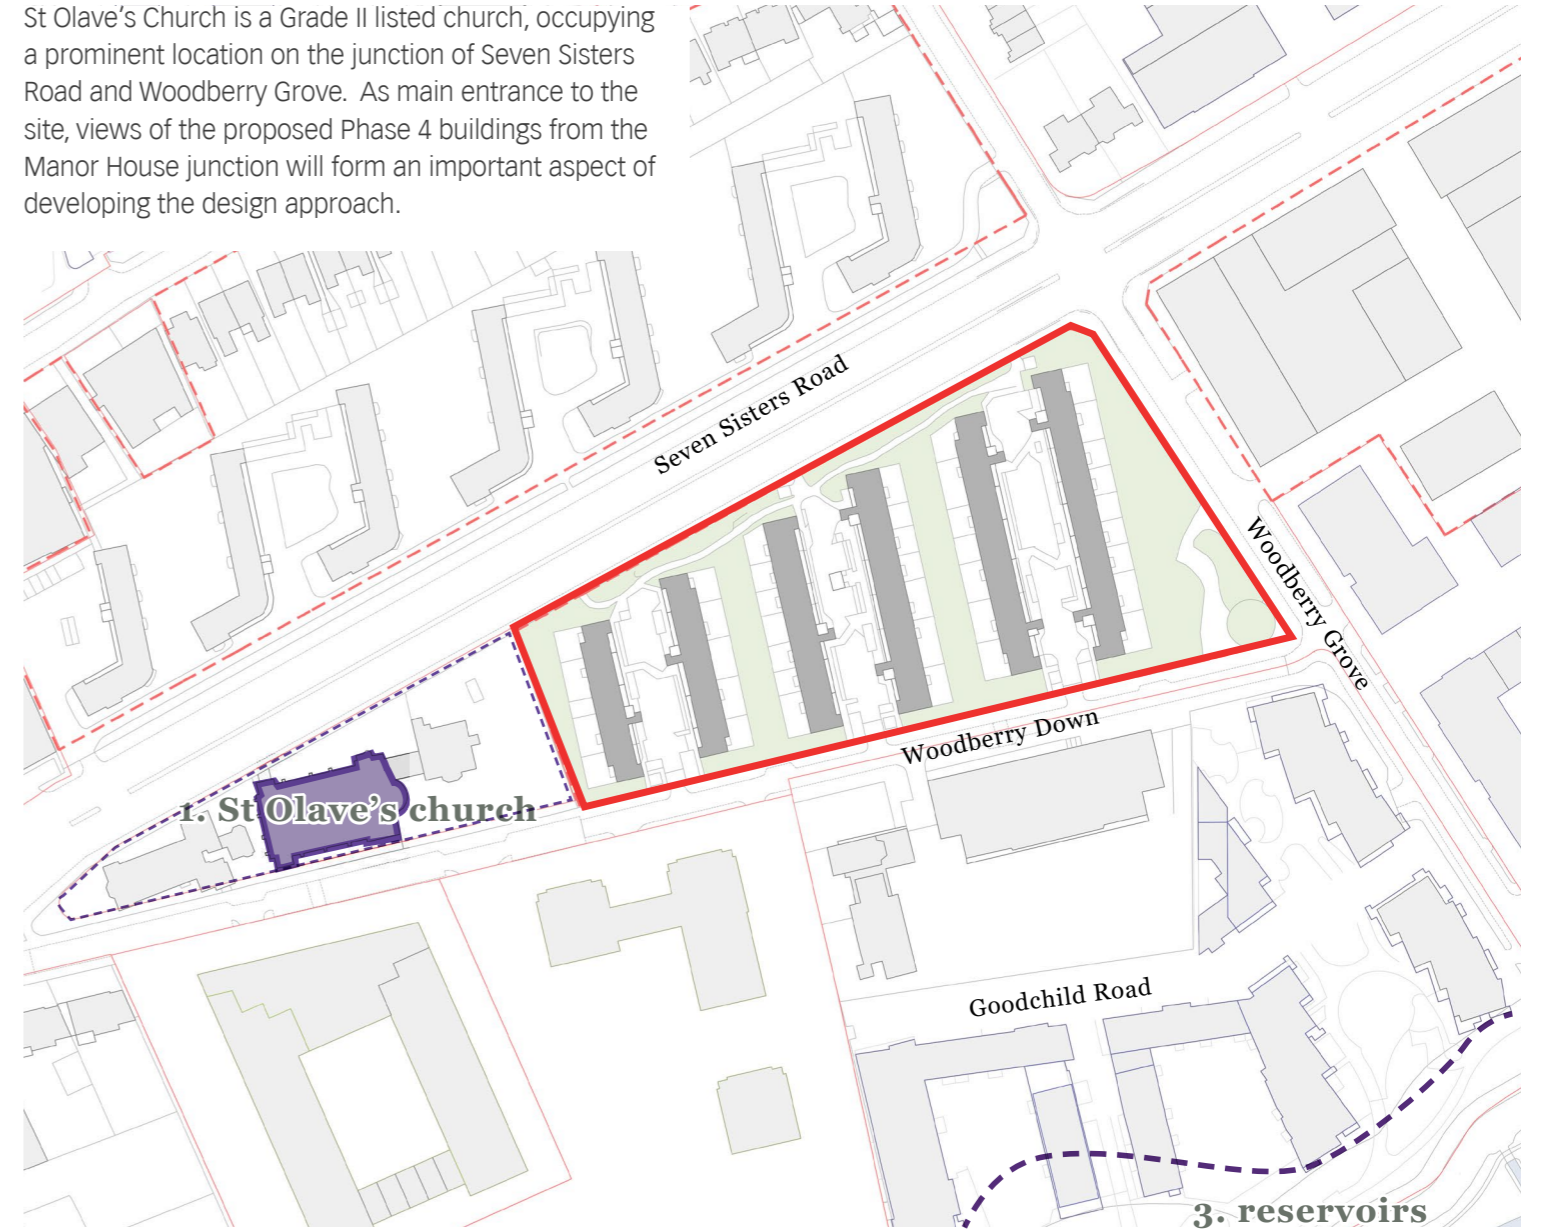 St Olave’s Church is a Grade II listed church, occupying
a prominent location on the junction of Seven Sisters
Road and Woodberry Grove.  As main entrance to the
site, views of the proposed Phase 4 buildings from the
Manor House junction will form an important aspect of
developing the design approach.
Seven Sisters Road
Woodberry Grove
Woodberry Down
1. St Olave’s church
Goodchild Road
3. reservoirs